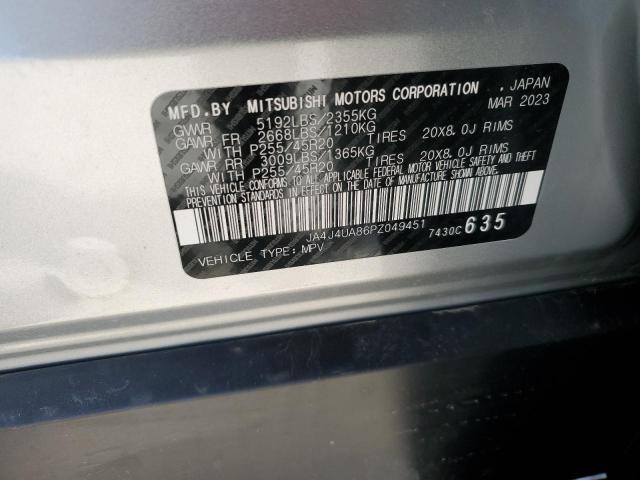 MFD.BY MITSUBISHI MOTORS CORPORATION ., JAPAN
GVWR 5192LBS/2355KG MAR 2023
GAWR FR 2668LBS/1210KG
WITH P255/45R20 TIRES 20X8.0J RIMS
GAWR RR 3009LBS/1365KG
WITH P255/45R20 TIRES 20X8.0J RIMS
THIS VEHICLE CONFORMS TO ALL APPLICABLE FEDERAL MOTOR VEHICLE SAFETY AND THEFT
PREVENTION STANDARDS IN EFFECT ON THE DATE OF MANUFACTURE SHOWN ABOVE.
JA4J4UA86PZ049451 7430C635
VEHICLE TYPE:MPV